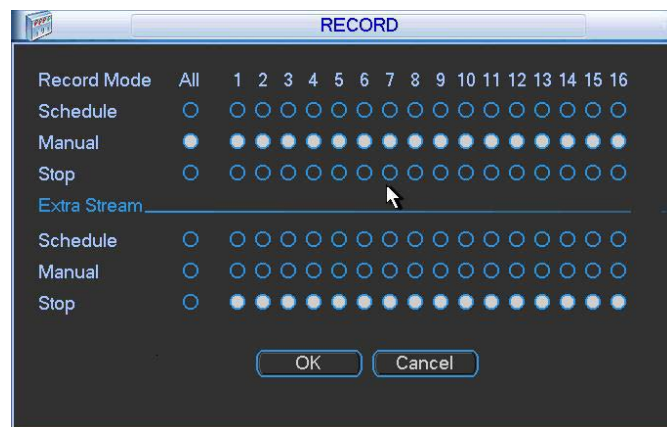 RECORD
Record Mode All 1 2 3 4 5 6 7 8 9 10 11 12 13 14 15 16
Schedule
Manual
Stop
Extra Stream
Schedule
Manual
Stop
OK Cancel